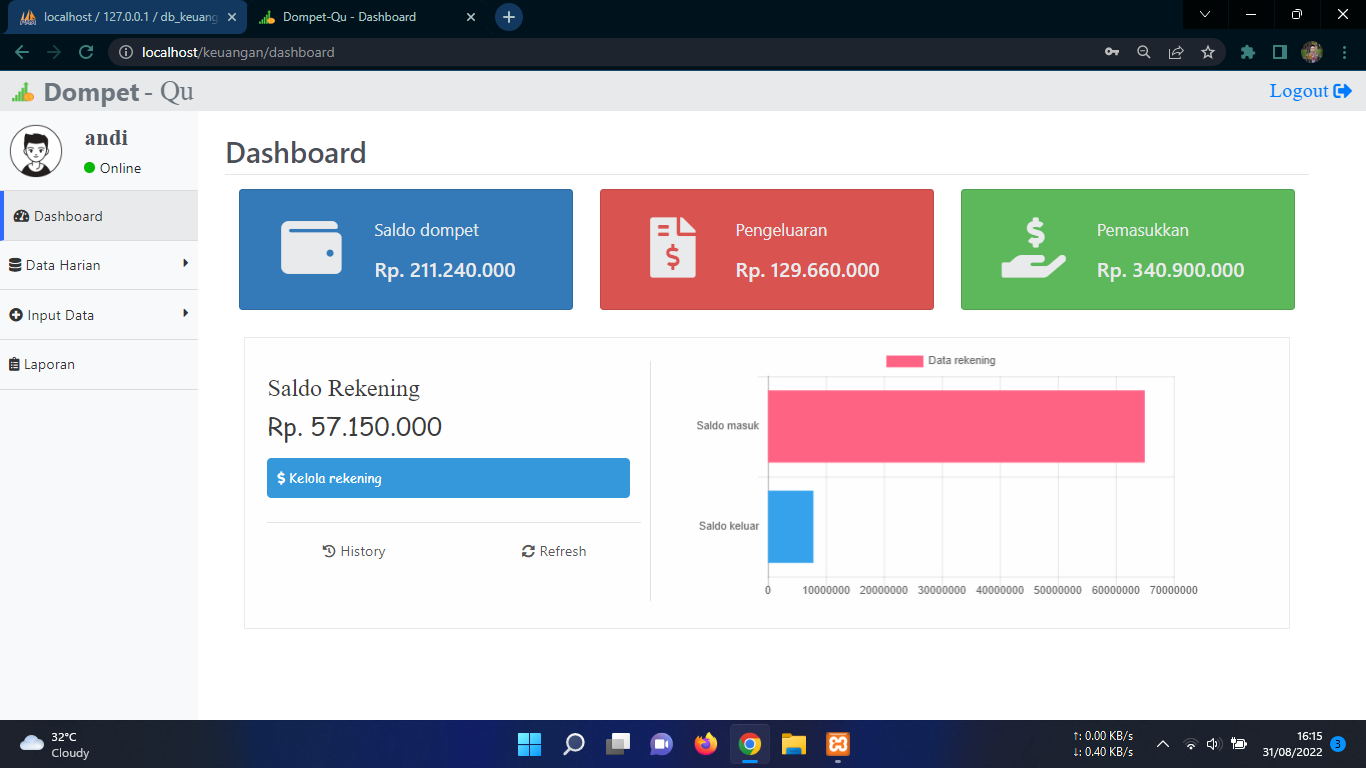 localhost / 127.0.0.1 / db_keuang
Dompet-Qu - Dashboard
localhost/keuangan/dashboard
Dompet - Qu
Logout
andi
Online
Dashboard
Data Harian
Input Data
Laporan
Dashboard
Saldo dompet
Rp. 211.240.000
Pengeluaran
Rp. 129.660.000
Pemasukkan
Rp. 340.900.000
Saldo Rekening
Rp. 57.150.000
$ Kelola rekening
History
Refresh
Data rekening
Saldo masuk
Saldo keluar
0 10000000 20000000 30000000 40000000 50000000 60000000 70000000
32°C
Cloudy
↑: 0.00 KB/s
↓: 0.40 KB/s
16:15
31/08/2022
3